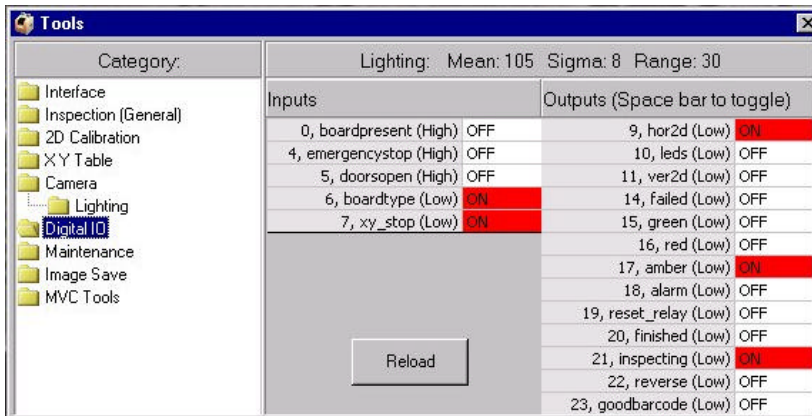 Tools
Category:
Interface
Inspection (General)
2D Calibration
X Y Table
Camera
Lighting
Digital IO
Maintenance
Image Save
MVC Tools
Lighting: Mean: 105 Sigma: 8 Range: 30
Inputs
0, boardpresent (High) OFF
4, emergencystop (High) OFF
5, doorsopen (High) OFF
6, boardtype (Low) ON
7, xy_stop (Low) ON
Reload
Outputs (Space bar to toggle)
9, hor2d (Low) ON
10, leds (Low) OFF
11, ver2d (Low) OFF
14, failed (Low) OFF
15, green (Low) OFF
16, red (Low) OFF
17, amber (Low) ON
18, alarm (Low) OFF
19, reset_relay (Low) OFF
20, finished (Low) OFF
21, inspecting (Low) ON
22, reverse (Low) OFF
23, goodbarcode (Low) OFF